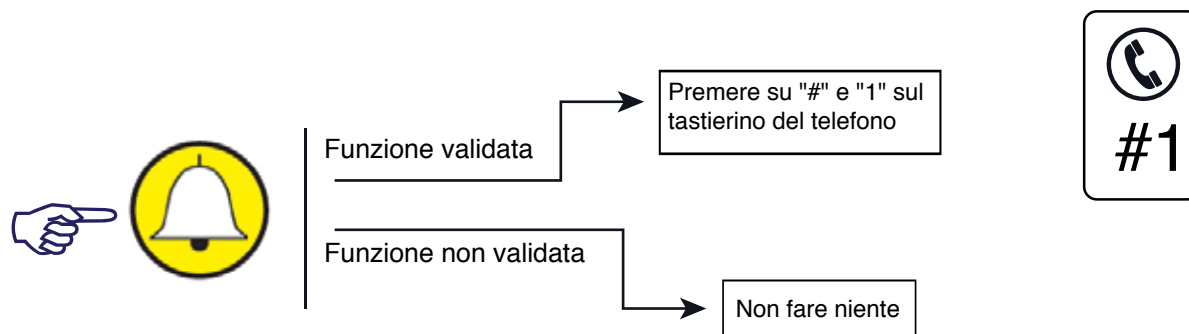 Premere su "#" e "1" sul
tastierino del telefono
#1
Funzione validata
Funzione non validata
Non fare niente